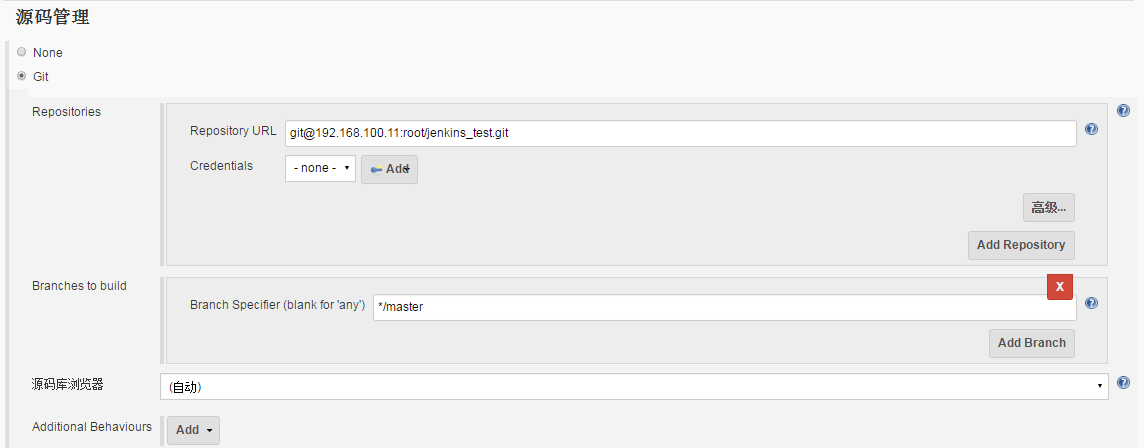 源码管理
None
Git
Repositories
Repository URL git@192.168.100.11:root/jenkins_test.git
Credentials - none - Add
高级...
Add Repository
Branches to build
X
Branch Specifier (blank for 'any') */master
Add Branch
源码库浏览器 (自动)
Additional Behaviours Add